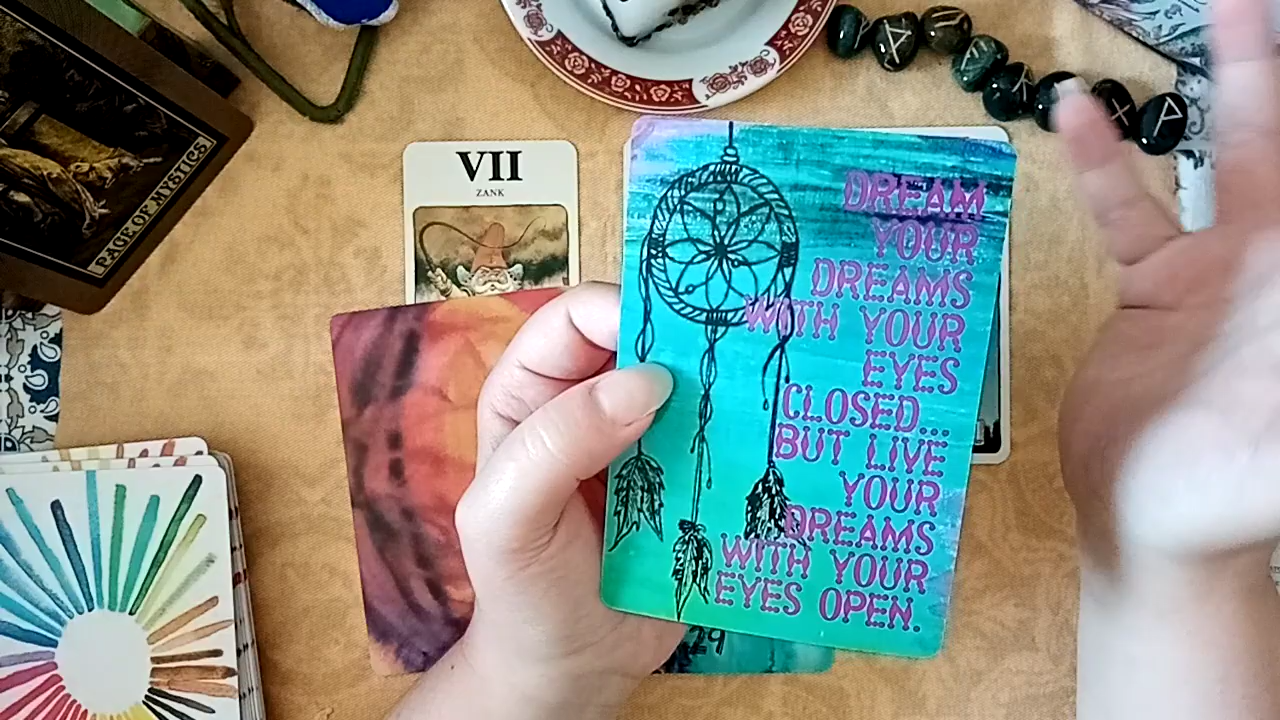 PAGE OF MYSTICS
VII
ZANK
DREAM
YOUR
DREAMS
WITH YOUR
EYES
CLOSED...
BUT LIVE
YOUR
DREAMS
WITH YOUR
EYES OPEN.
29